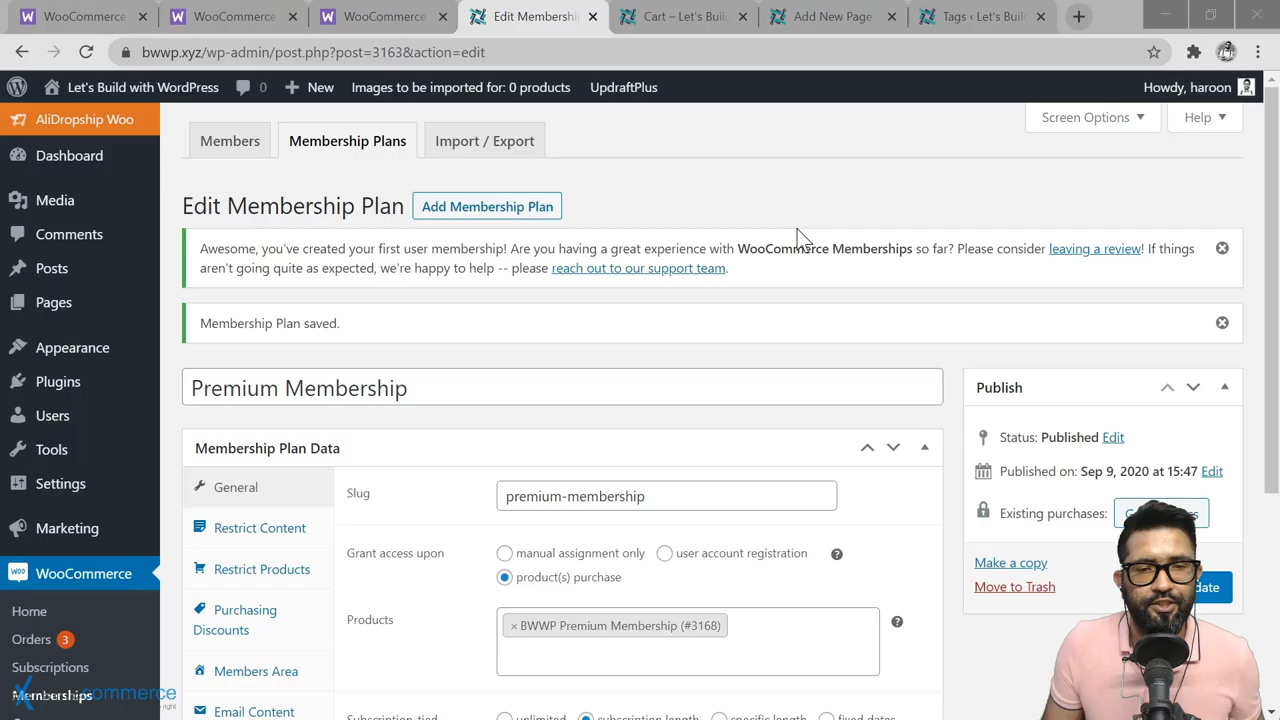 WooCommerce
WooCommerce
WooCommerce
Edit Membership
Cart – Let's Build
Add New Page
Tags ‹ Let's Buil
bwwp.xyz/wp-admin/post.php?post=3163&action=edit
Let's Build with WordPress
0
New
Images to be imported for: 0 products
UpdraftPlus
Howdy, haroon
AliDropship Woo
Dashboard
Media
Comments
Posts
Pages
Appearance
Plugins
Users
Tools
Settings
Marketing
WooCommerce
Home
Orders 3
Subscriptions
Memberships
Members
Membership Plans
Import / Export
Screen Options
Help
Edit Membership Plan
Add Membership Plan
Awesome, you've created your first user membership! Are you having a great experience with WooCommerce Memberships so far? Please consider leaving a review! If things
aren't going quite as expected, we're happy to help -- please reach out to our support team.
Membership Plan saved.
Premium Membership
Membership Plan Data
General
Restrict Content
Restrict Products
Purchasing
Discounts
Members Area
Email Content
Slug
premium-membership
Grant access upon
manual assignment only
user account registration
product(s) purchase
Products
× BWWP Premium Membership (#3168)
Subscription-tied
unlimited
subscription length
specific length
fixed dates
Publish
Status: Published Edit
Published on: Sep 9, 2020 at 15:47 Edit
Existing purchases:
Make a copy
Move to Trash